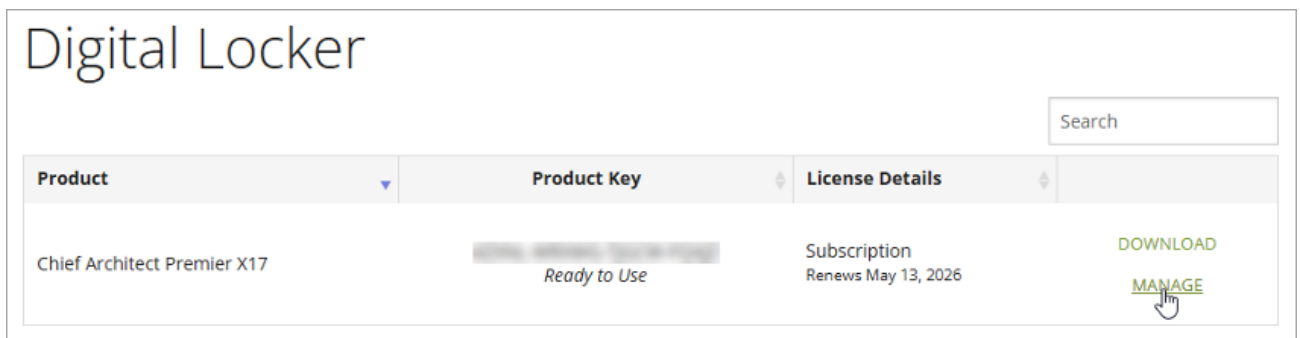 Digital Locker
Search
Product Product Key License Details
Chief Architect Premier X17
Ready to Use
Subscription
Renews May 13, 2026
DOWNLOAD
MANAGE